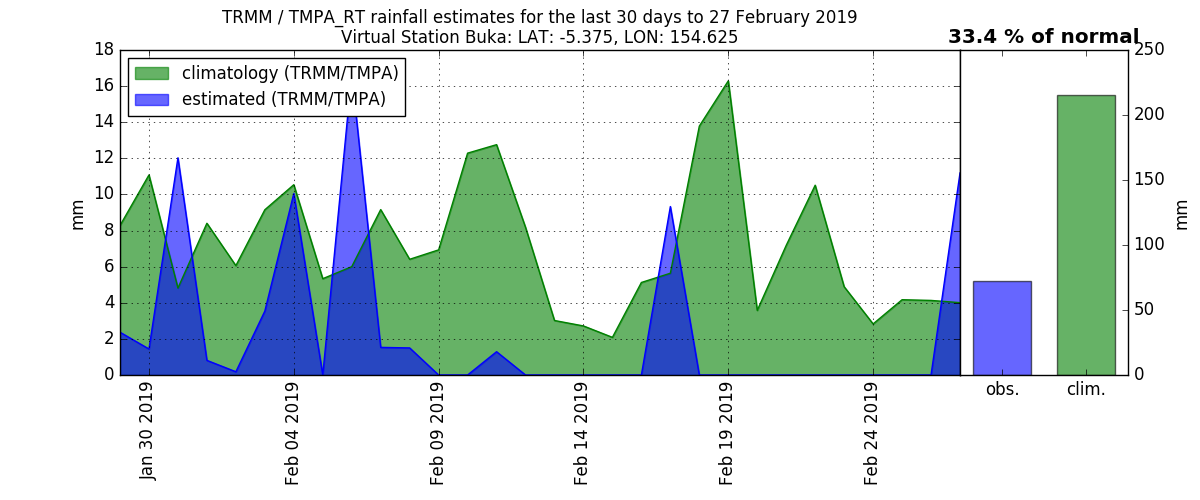 TRMM / TMPA_RT rainfall estimates for the last 30 days to 27 February 2019
Virtual Station Buka: LAT: -5.375, LON: 154.625
33.4 % of normal
climatology (TRMM/TMPA)
estimated (TRMM/TMPA)
18
16
14
12
10
8
6
4
2
0
mm
Jan 30 2019
Feb 04 2019
Feb 09 2019
Feb 14 2019
Feb 19 2019
Feb 24 2019
250
200
150
100
50
0
mm
obs.
clim.